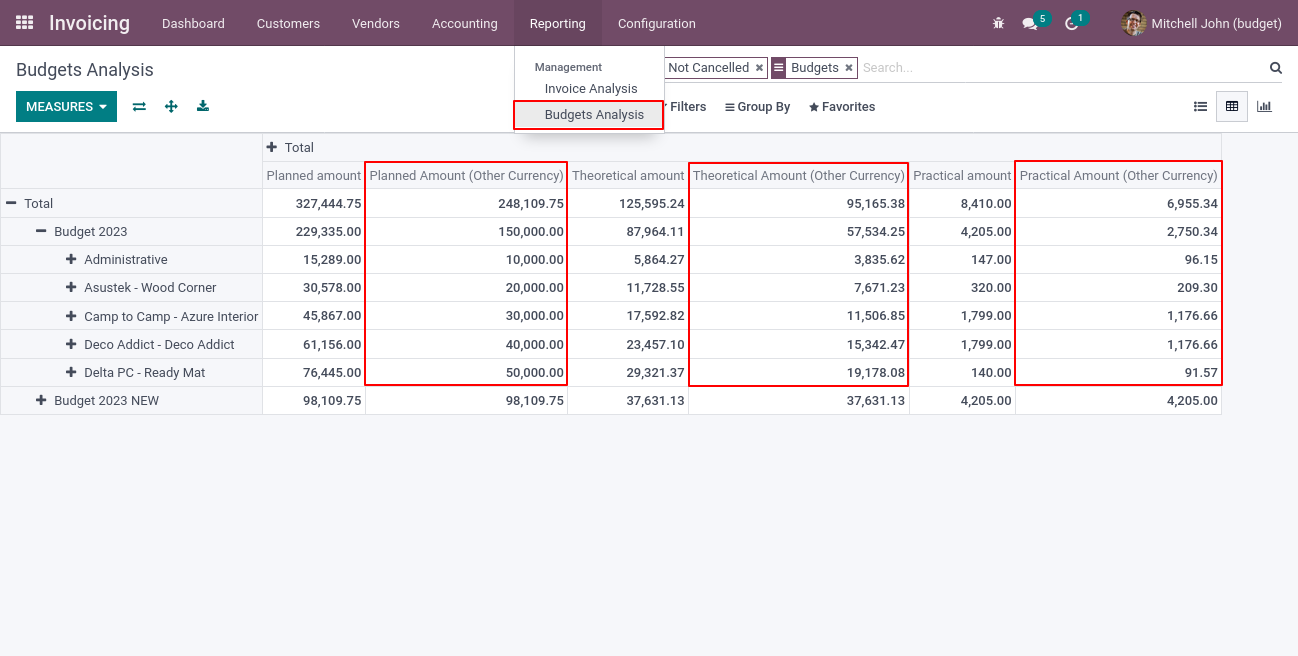 Invoicing Dashboard Customers Vendors Accounting Reporting Configuration 5 1 Mitchell John (budget)
Budgets Analysis Management Not Cancelled Budgets Search...
Invoice Analysis
MEASURES Budgets Analysis Filters Group By Favorites
Total
Planned amount Planned Amount (Other Currency) Theoretical amount Theoretical Amount (Other Currency) Practical amount Practical Amount (Other Currency)
Total 327,444.75 248,109.75 125,595.24 95,165.38 8,410.00 6,955.34
Budget 2023 229,335.00 150,000.00 87,964.11 57,534.25 4,205.00 2,750.34
Administrative 15,289.00 10,000.00 5,864.27 3,835.62 147.00 96.15
Asustek - Wood Corner 30,578.00 20,000.00 11,728.55 7,671.23 320.00 209.30
Camp to Camp - Azure Interior 45,867.00 30,000.00 17,592.82 11,506.85 1,799.00 1,176.66
Deco Addict - Deco Addict 61,156.00 40,000.00 23,457.10 15,342.47 1,799.00 1,176.66
Delta PC - Ready Mat 76,445.00 50,000.00 29,321.37 19,178.08 140.00 91.57
Budget 2023 NEW 98,109.75 98,109.75 37,631.13 37,631.13 4,205.00 4,205.00